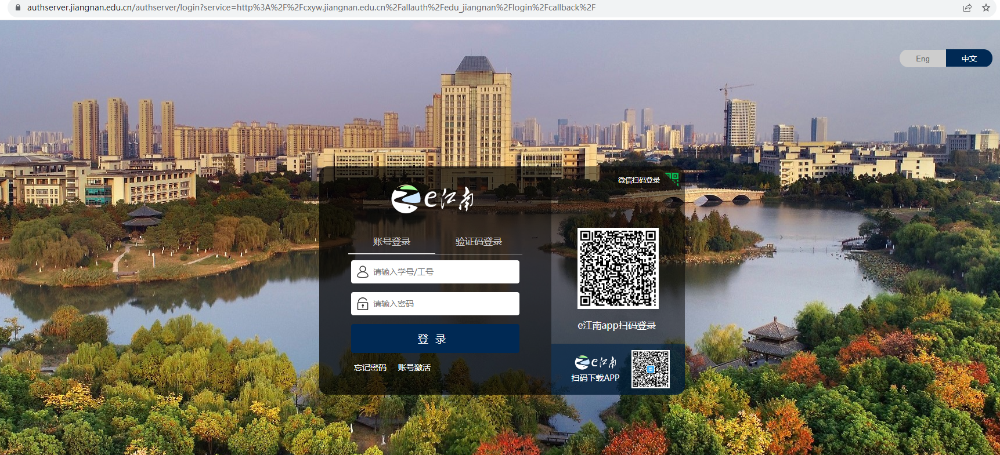 authserver.jiangnan.edu.cn/authserver/login?service=http%3A%2F%2Fcxyw.jiangnan.edu.cn%2Fallauth%2Fedu_jiangnan%2Flogin%2Fcallback%2F
Eng 中文
微信扫码登录
e江南
账号登录 验证码登录
请输入学号/工号
请输入密码
登 录
忘记密码 账号激活
e江南app扫码登录
e江南
扫码下载APP